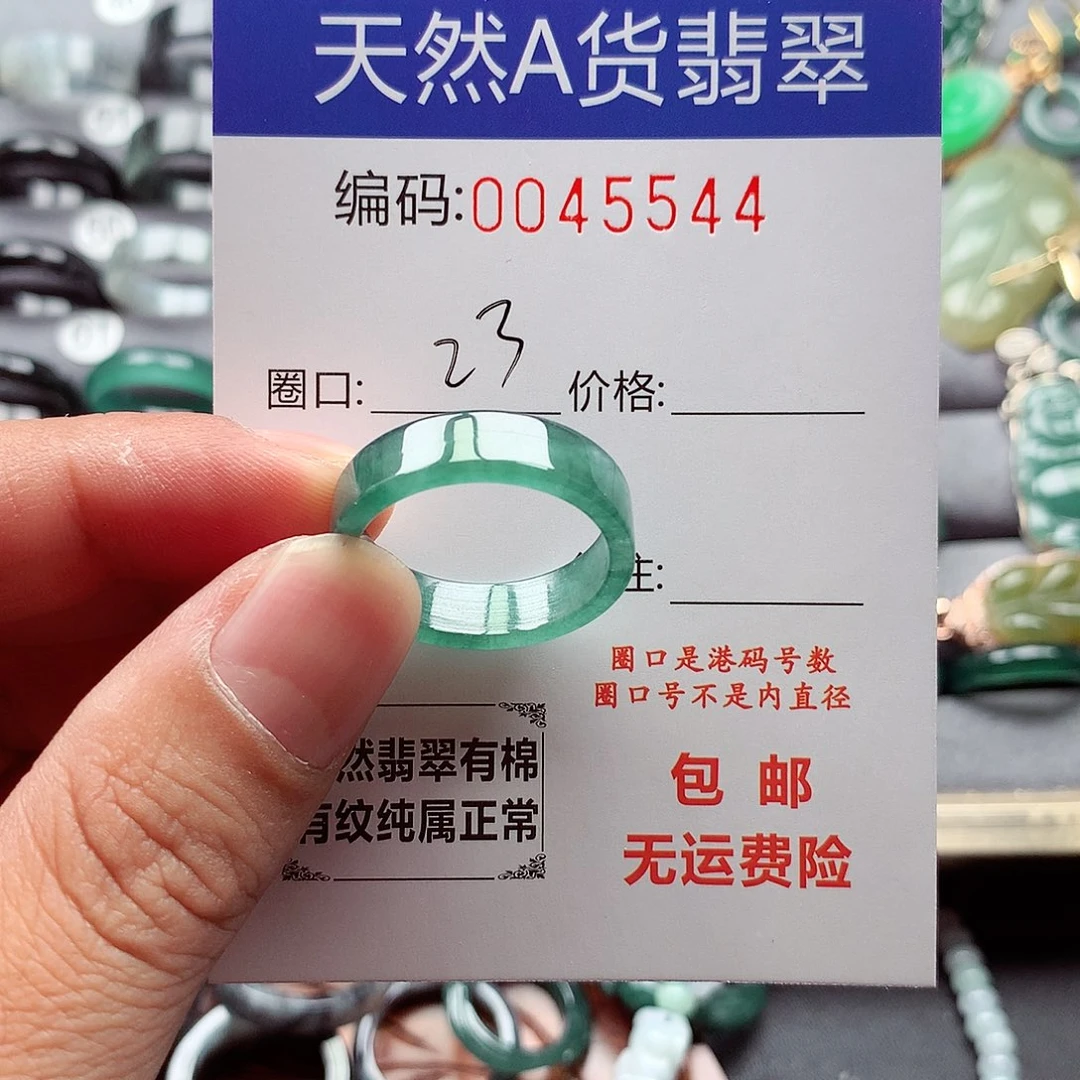 天然A货翡翠
编码:0045544
圈口: 23 价格:
注:
圈口是港码号数
圈口号不是内直径
然翡翠有棉
有纹纯属正常
包 邮
无运费险